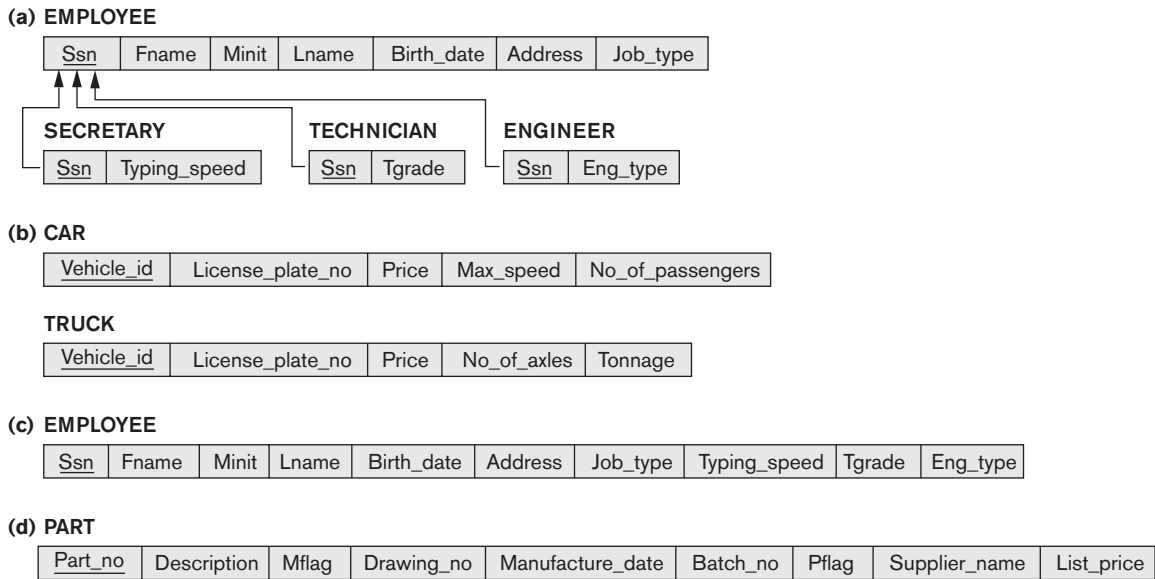 (a) EMPLOYEE
Ssn Fname Minit Lname Birth_date Address Job_type
SECRETARY TECHNICIAN ENGINEER
Ssn Typing_speed Ssn Tgrade Ssn Eng_type
(b) CAR
Vehicle_id License_plate_no Price Max_speed No_of_passengers
TRUCK
Vehicle_id License_plate_no Price No_of_axles Tonnage
(c) EMPLOYEE
Ssn Fname Minit Lname Birth_date Address Job_type Typing_speed Tgrade Eng_type
(d) PART
Part_no Description Mflag Drawing_no Manufacture_date Batch_no Pflag Supplier_name List_price